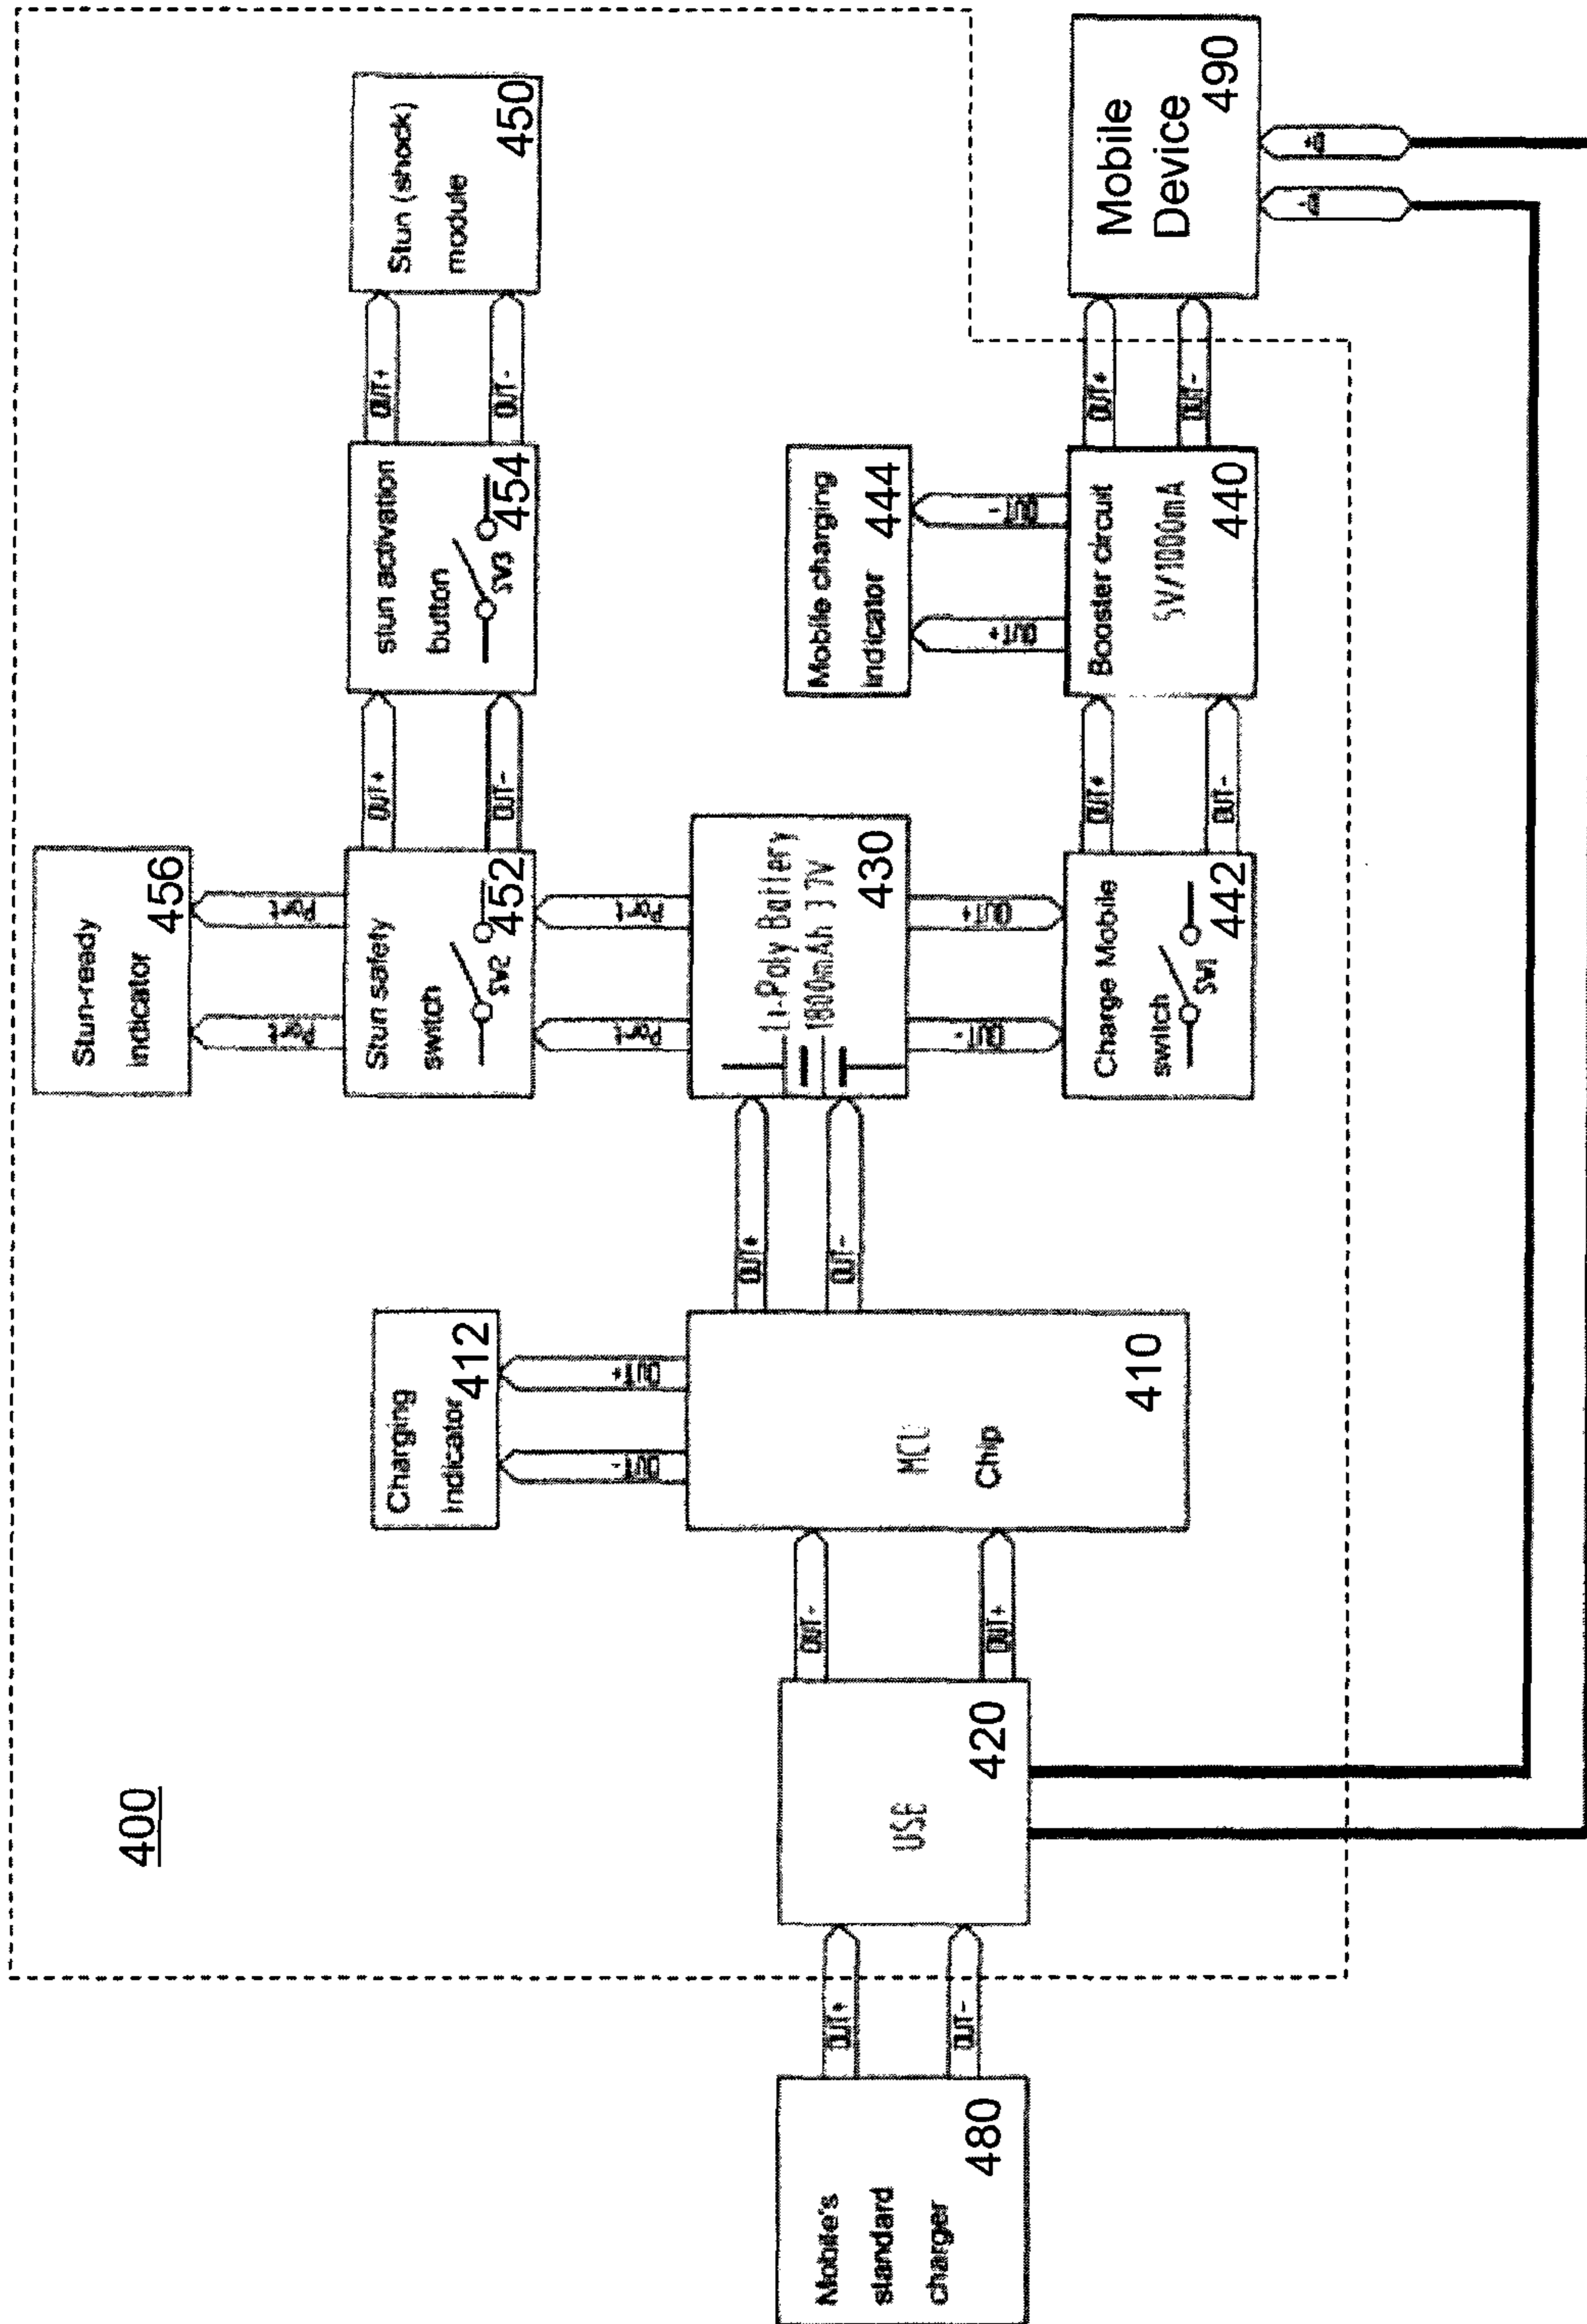 400
Stun-ready
indicator
456
Port
Port
Stun safety
switch
SW2
452
OUT+
OUT-
stun activation
button
SW3
454
OUT+
OUT-
Stun (shock)
module
450
Port
Port
Charging
indicator
412
OUT-
OUT+
Mobile's
standard
charger
480
OUT+
OUT-
USE
420
OUT-
OUT+
MCU
Chip
410
OUT+
OUT-
Li-Poly Battery
1800mAh 3.7V
430
OUT-
OUT+
Mobile charging
indicator
444
OUT+
OUT-
Charge Mobile
switch
SW1
442
OUT+
OUT-
Booster circuit
5V/1000mA
440
OUT+
OUT-
Mobile
Device
490